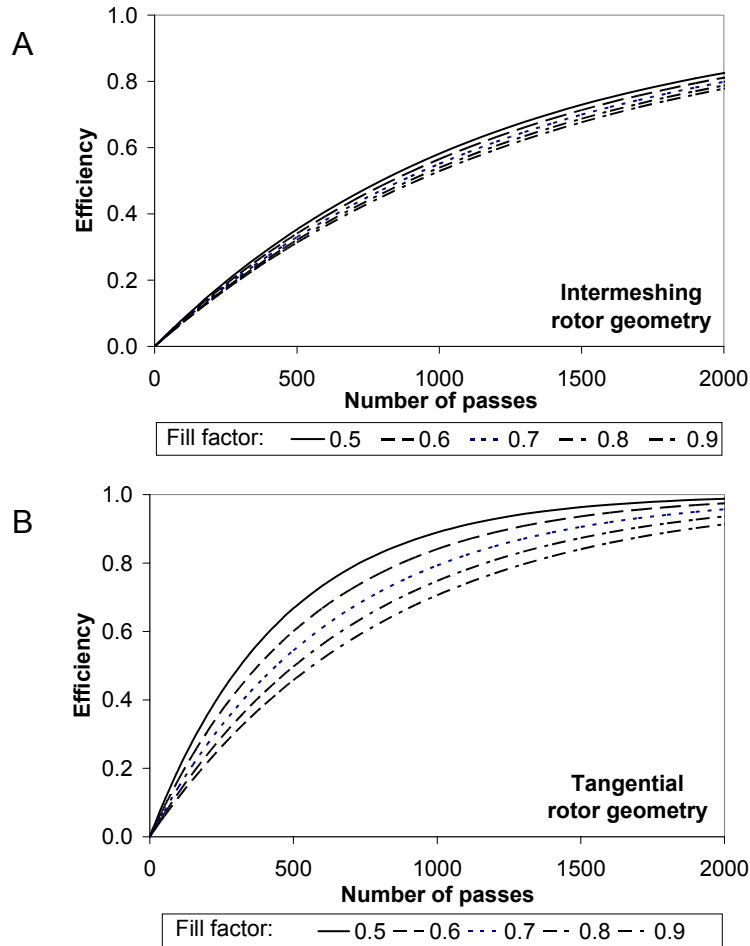 A
1.0
0.8
0.6
0.4
0.2
0.0
Efficiency
Intermeshing
rotor geometry
0 500 1000 1500 2000
Number of passes
Fill factor: 0.5 0.6 0.7 0.8 0.9
B
1.0
0.8
0.6
0.4
0.2
0.0
Efficiency
Tangential
rotor geometry
0 500 1000 1500 2000
Number of passes
Fill factor: 0.5 0.6 0.7 0.8 0.9